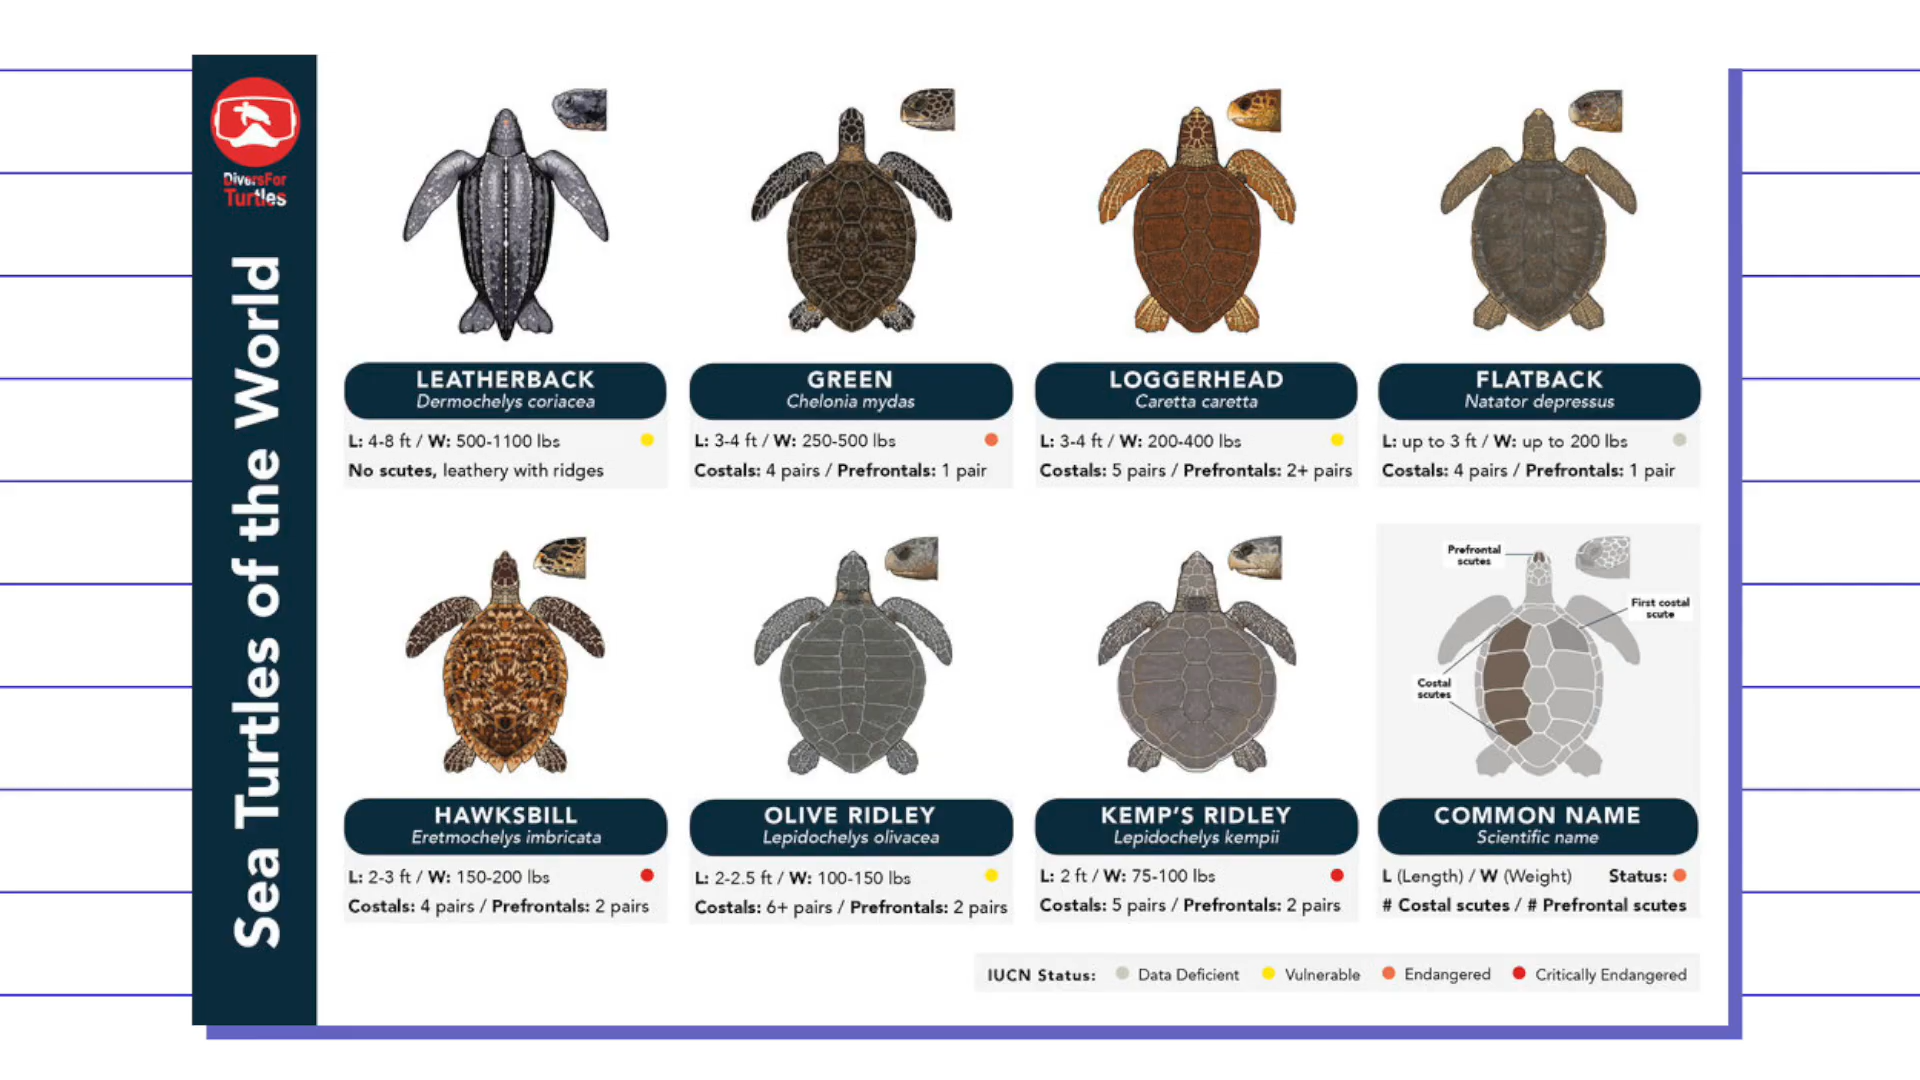 DiversFor
Turtles
Sea Turtles of the World
LEATHERBACK
Dermochelys coriacea
L: 4-8 ft / W: 500-1100 lbs
No scutes, leathery with ridges
GREEN
Chelonia mydas
L: 3-4 ft / W: 250-500 lbs
Costals: 4 pairs / Prefrontals: 1 pair
LOGGERHEAD
Caretta caretta
L: 3-4 ft / W: 200-400 lbs
Costals: 5 pairs / Prefrontals: 2+ pairs
FLATBACK
Natator depressus
L: up to 3 ft / W: up to 200 lbs
Costals: 4 pairs / Prefrontals: 1 pair
HAWKSBILL
Eretmochelys imbricata
L: 2-3 ft / W: 150-200 lbs
Costals: 4 pairs / Prefrontals: 2 pairs
OLIVE RIDLEY
Lepidochelys olivacea
L: 2-2.5 ft / W: 100-150 lbs
Costals: 6+ pairs / Prefrontals: 2 pairs
KEMP'S RIDLEY
Lepidochelys kempii
L: 2 ft / W: 75-100 lbs
Costals: 5 pairs / Prefrontals: 2 pairs
Prefrontal
scutes
First costal
scute
Costal
scutes
COMMON NAME
Scientific name
L (Length) / W (Weight) Status:
# Costal scutes / # Prefrontal scutes
IUCN Status: Data Deficient Vulnerable Endangered Critically Endangered